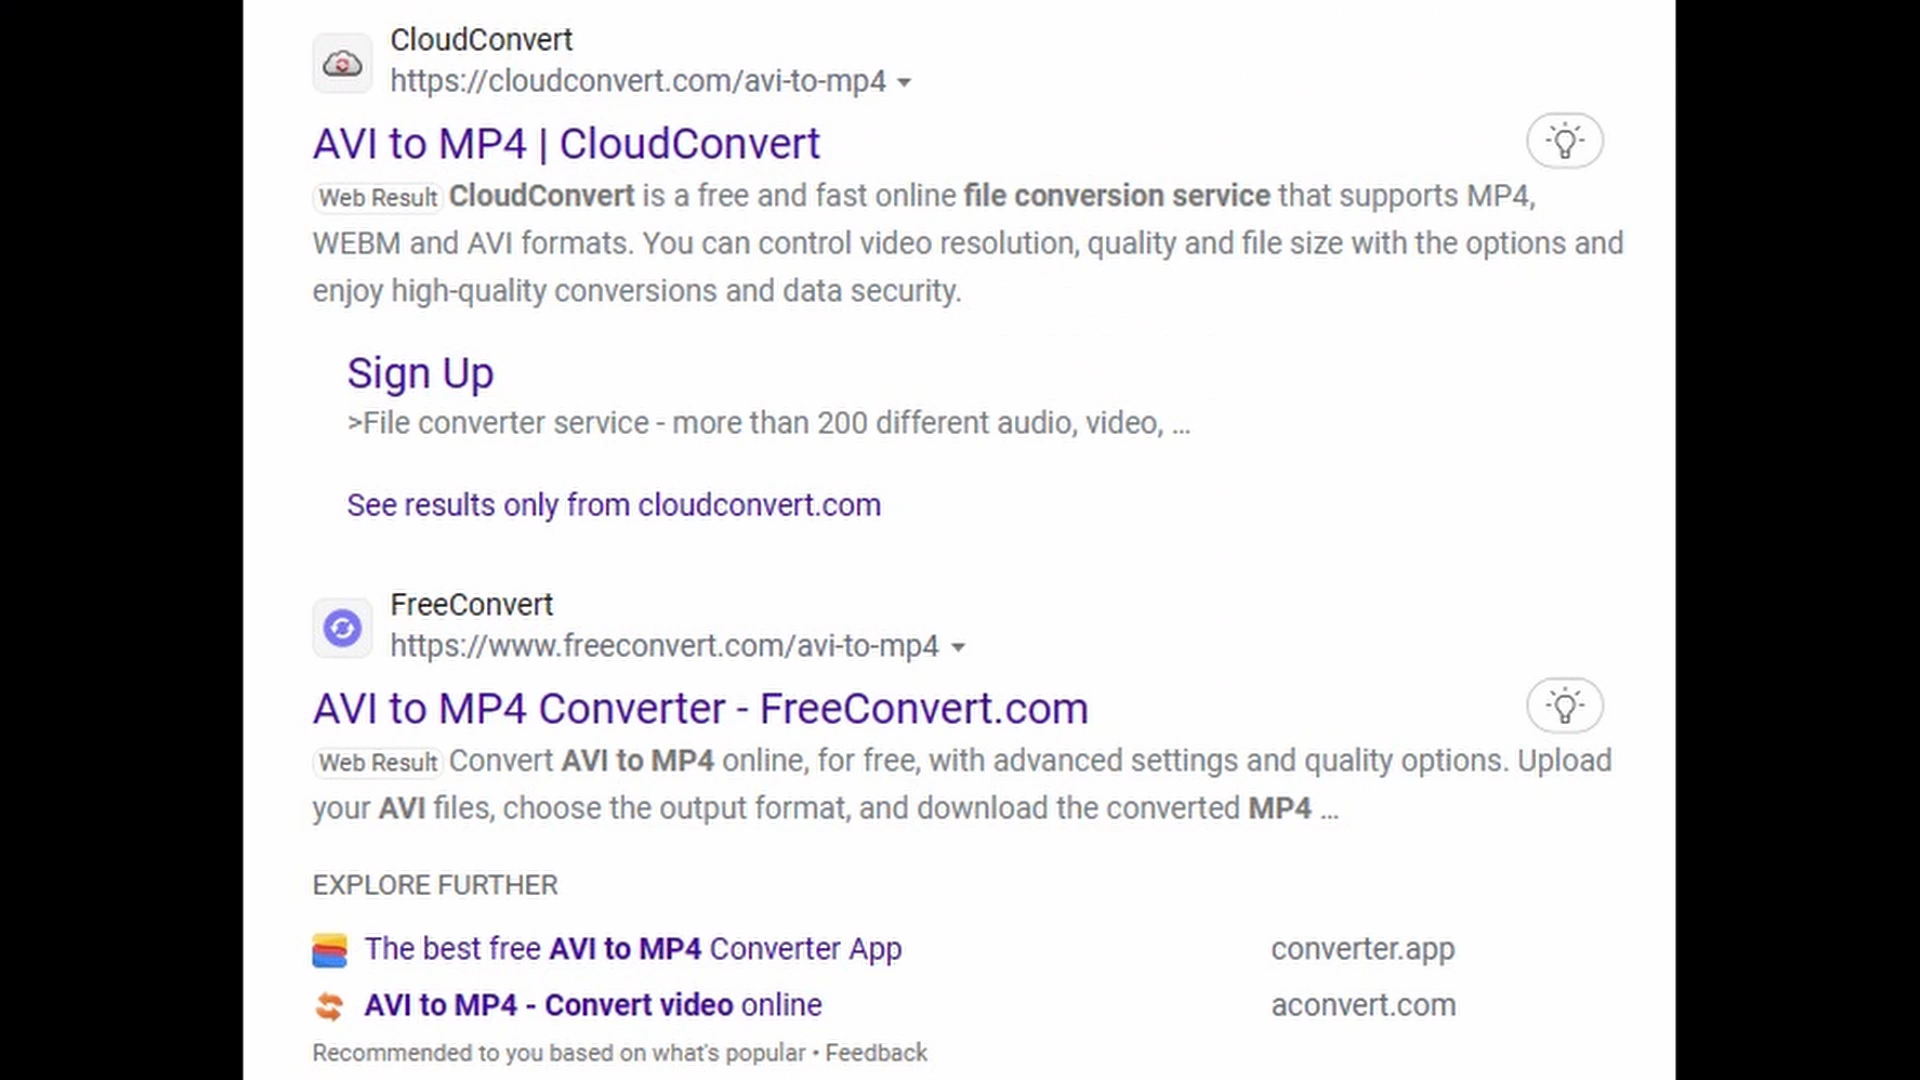 CloudConvert
https://cloudconvert.com/avi-to-mp4
AVI to MP4 | CloudConvert
Web Result CloudConvert is a free and fast online file conversion service that supports MP4,
WEBM and AVI formats. You can control video resolution, quality and file size with the options and
enjoy high-quality conversions and data security.
Sign Up
>File converter service - more than 200 different audio, video, ...
See results only from cloudconvert.com
FreeConvert
https://www.freeconvert.com/avi-to-mp4
AVI to MP4 Converter - FreeConvert.com
Web Result Convert AVI to MP4 online, for free, with advanced settings and quality options. Upload
your AVI files, choose the output format, and download the converted MP4 ...
EXPLORE FURTHER
The best free AVI to MP4 Converter App converter.app
AVI to MP4 - Convert video online aconvert.com
Recommended to you based on what's popular • Feedback